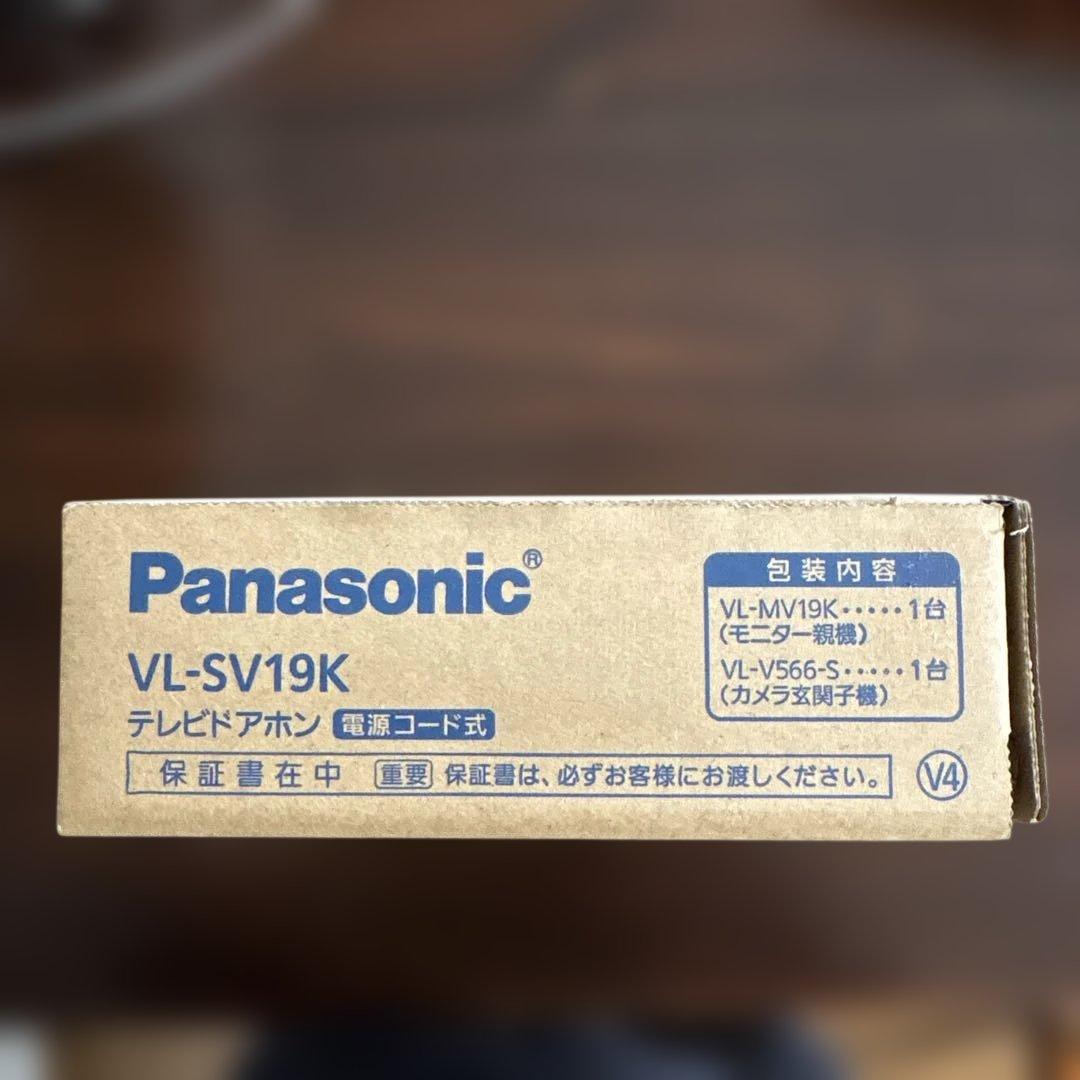 Panasonic®
VL-SV19K
テレビドアホン 電源コード式
包装内容
VL-MV19K・・・・・1台
(モニター親機)
VL-V566-S・・・・・1台
(カメラ玄関子機)
保証書在中 重要 保証書は、必ずお客様にお渡しください。
V4